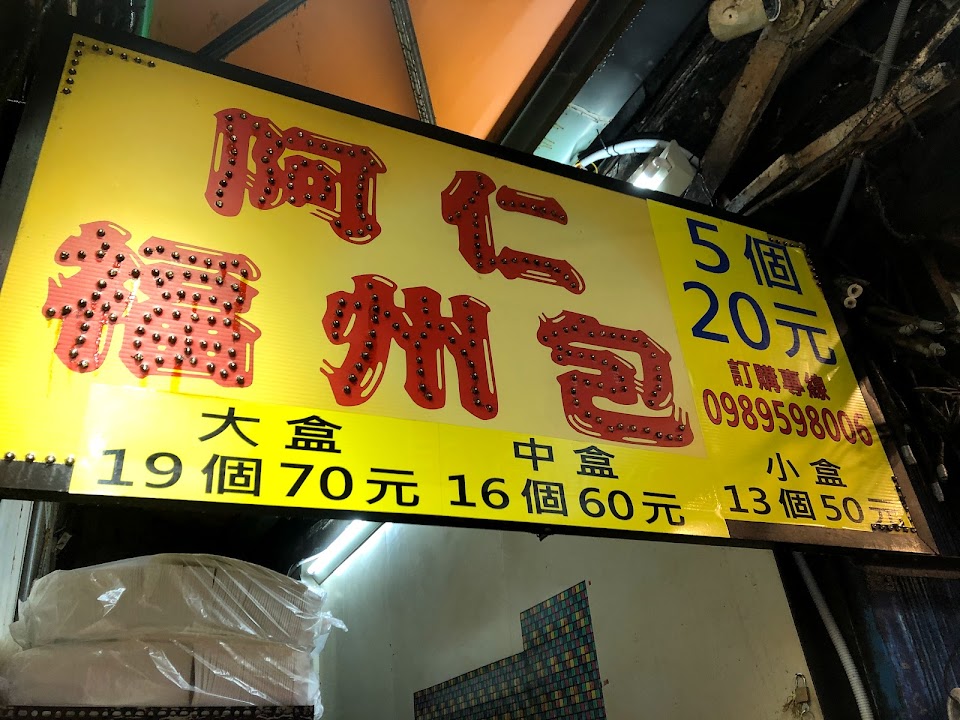 阿仁
福州包
5個
20元
訂購專線
0989598006
大盒
19個70元
中盒
16個60元
小盒
13個50元